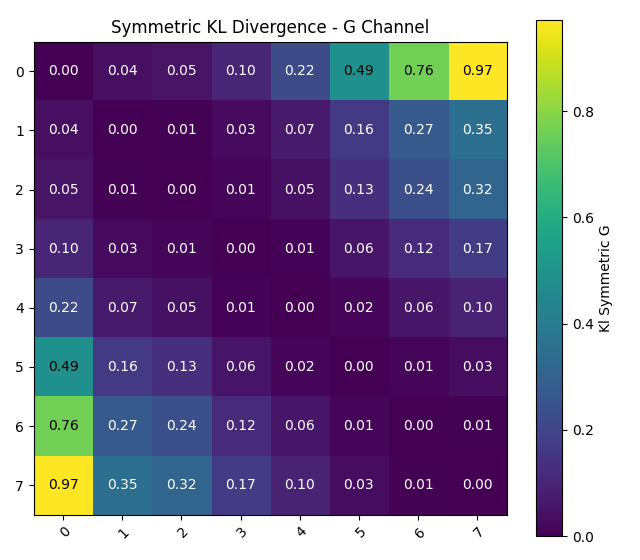 Symmetric KL Divergence - G Channel
0 0.00 0.04 0.05 0.10 0.22 0.49 0.76 0.97
1 0.04 0.00 0.01 0.03 0.07 0.16 0.27 0.35
2 0.05 0.01 0.00 0.01 0.05 0.13 0.24 0.32
3 0.10 0.03 0.01 0.00 0.01 0.06 0.12 0.17
4 0.22 0.07 0.05 0.01 0.00 0.02 0.06 0.10
5 0.49 0.16 0.13 0.06 0.02 0.00 0.01 0.03
6 0.76 0.27 0.24 0.12 0.06 0.01 0.00 0.01
7 0.97 0.35 0.32 0.17 0.10 0.03 0.01 0.00
0 1 2 3 4 5 6 7
0.8
0.6
0.4
0.2
0.0
Kl Symmetric G